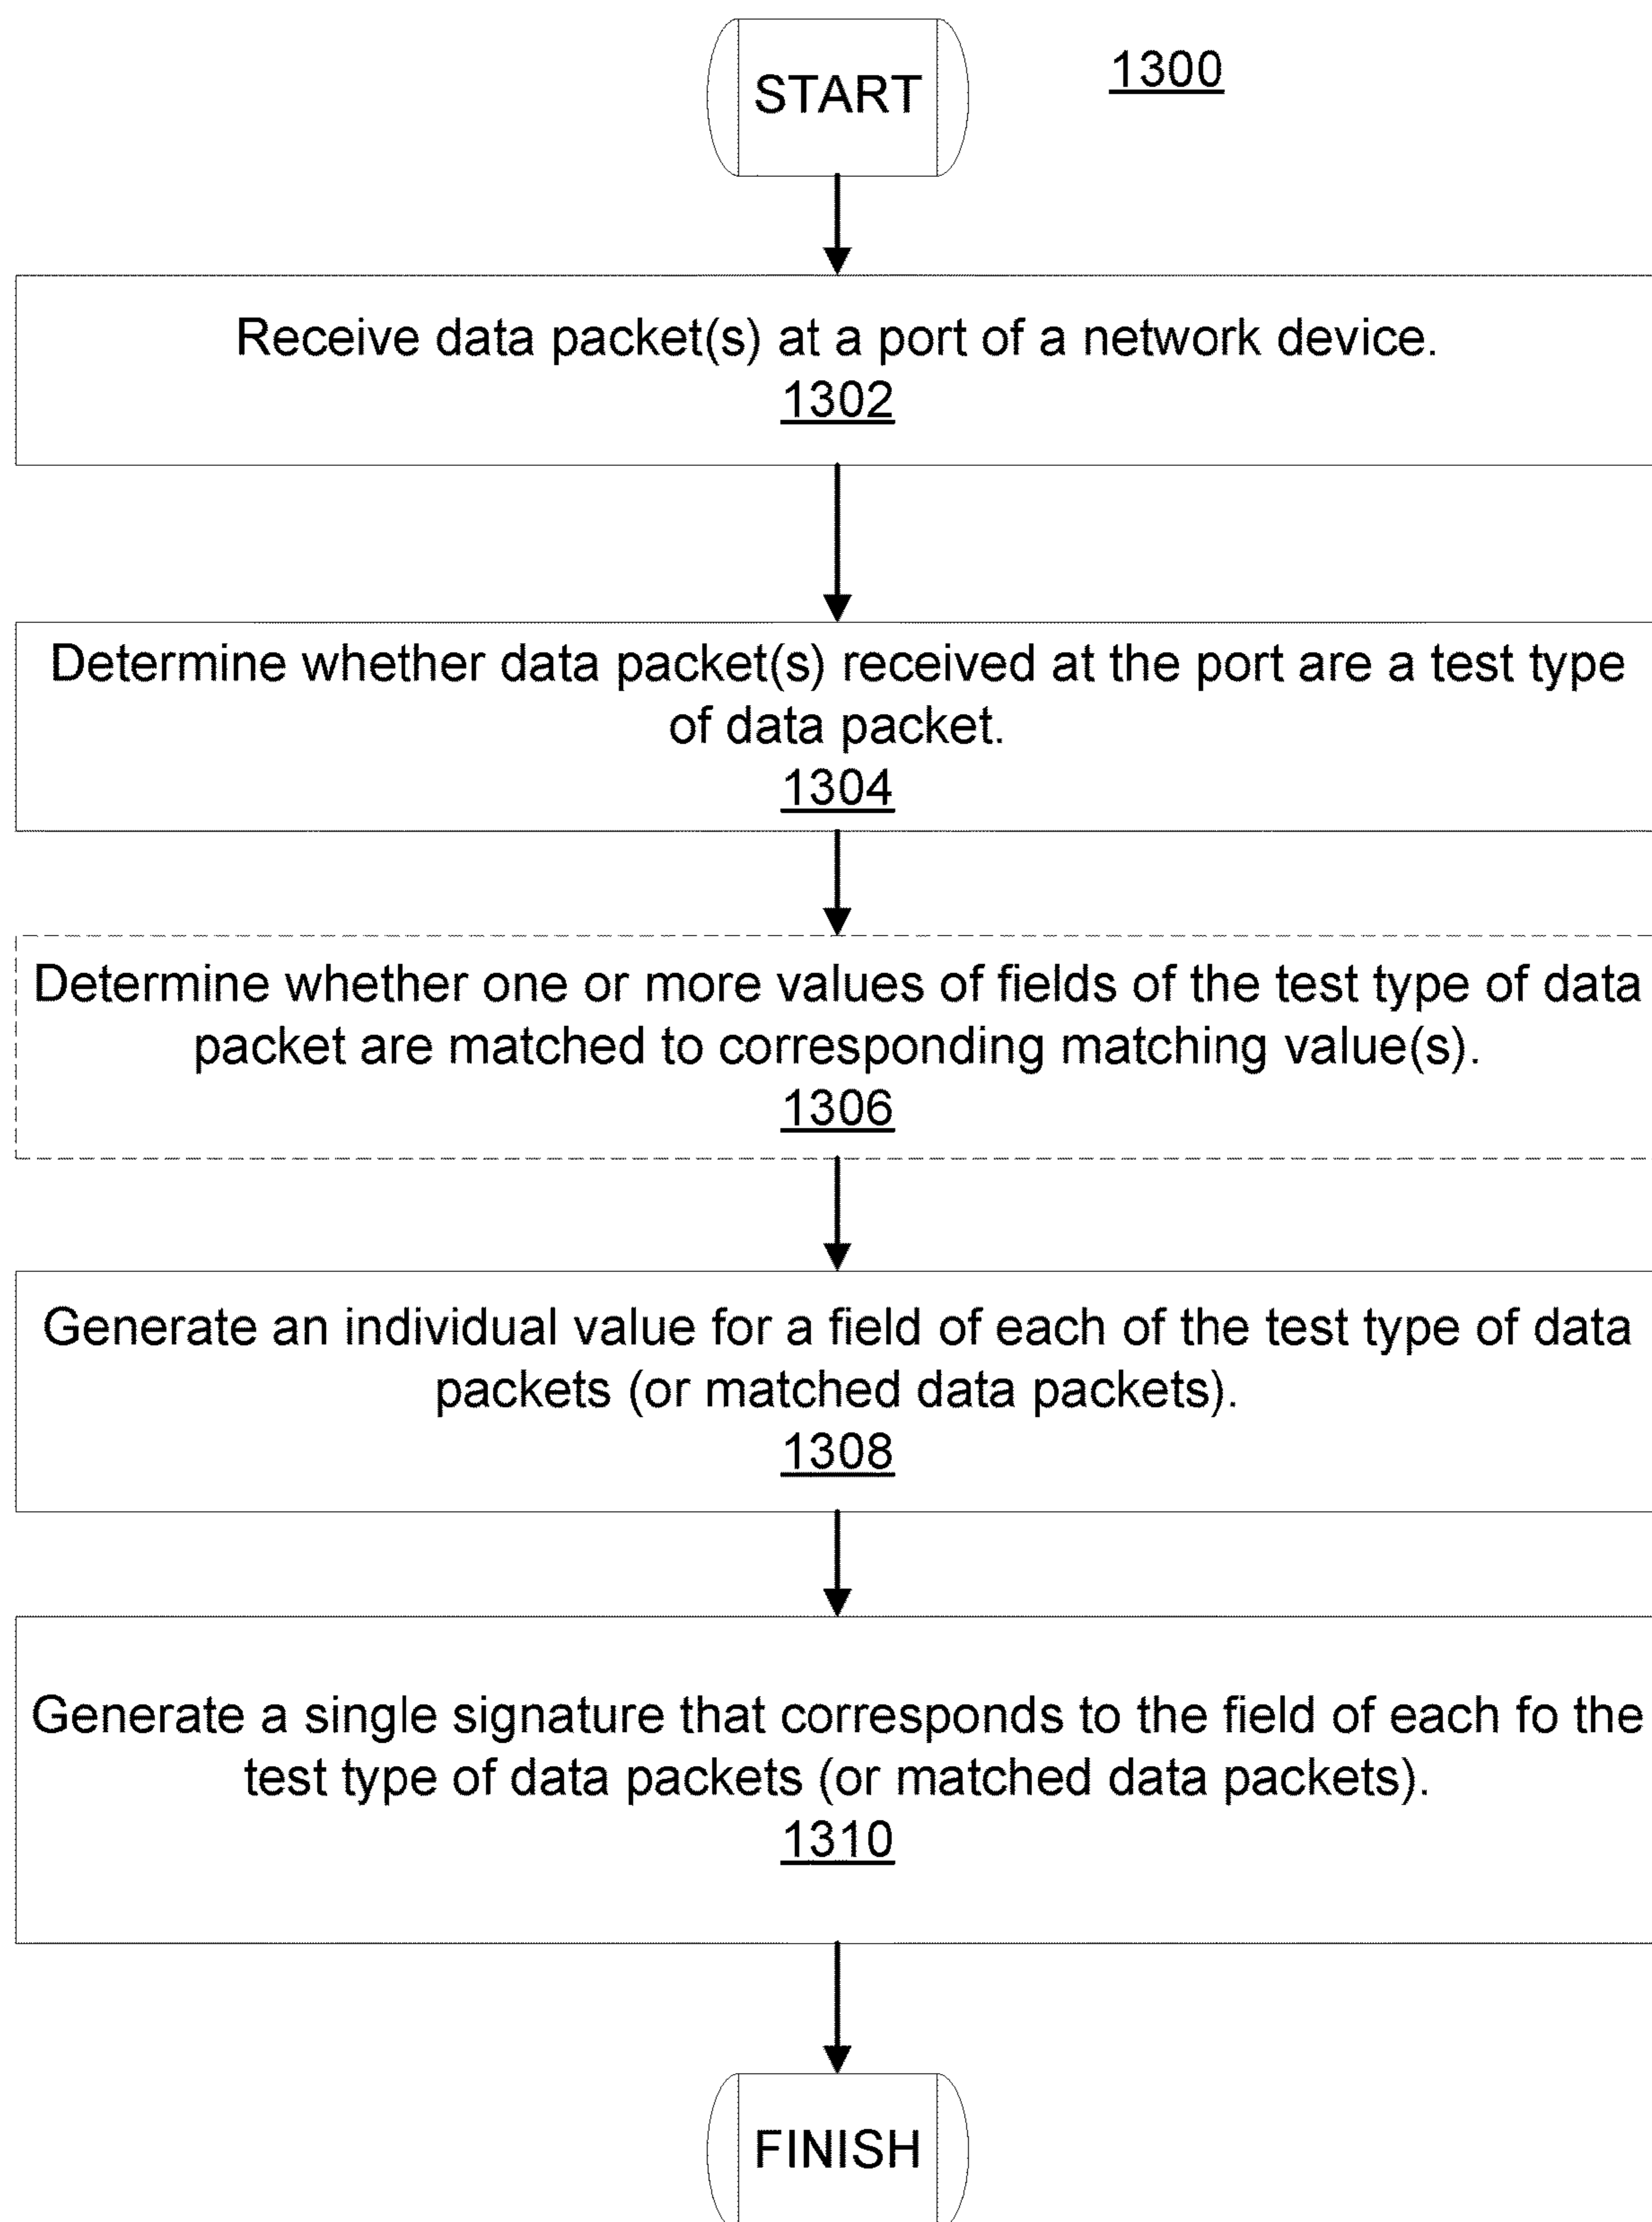 START
1300
Receive data packet(s) at a port of a network device.
1302
Determine whether data packet(s) received at the port are a test type
of data packet.
1304
Determine whether one or more values of fields of the test type of data
packet are matched to corresponding matching value(s).
1306
Generate an individual value for a field of each of the test type of data
packets (or matched data packets).
1308
Generate a single signature that corresponds to the field of each fo the
test type of data packets (or matched data packets).
1310
FINISH